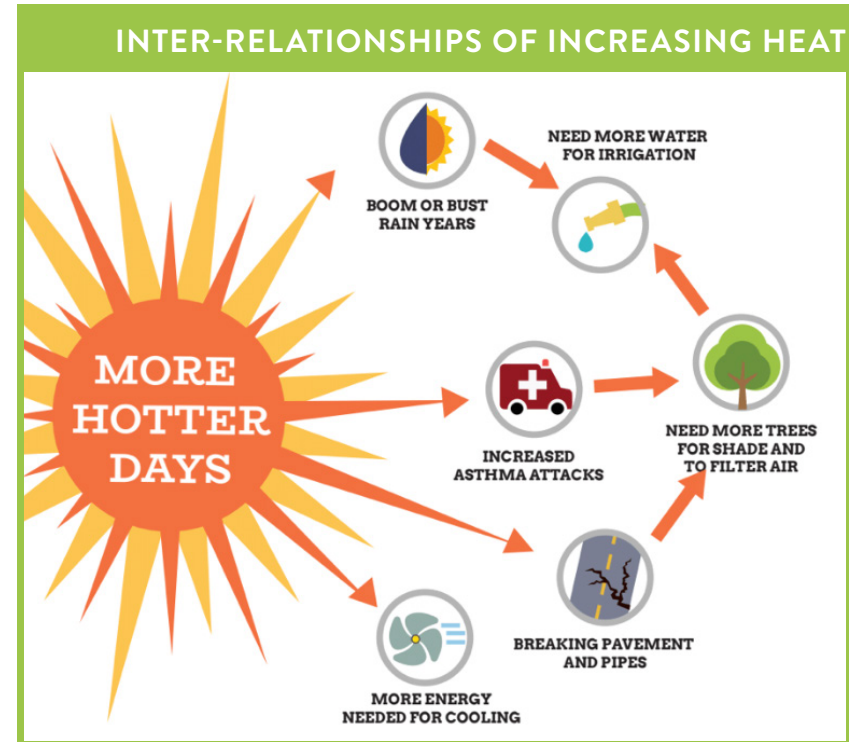 INTER-RELATIONSHIPS OF INCREASING HEAT
NEED MORE WATER
FOR IRRIGATION
BOOM OR BUST
RAIN YEARS
MORE
HOTTER
DAYS
INCREASED
ASTHMA ATTACKS
NEED MORE TREES
FOR SHADE AND
TO FILTER AIR
BREAKING PAVEMENT
AND PIPES
MORE ENERGY
NEEDED FOR COOLING